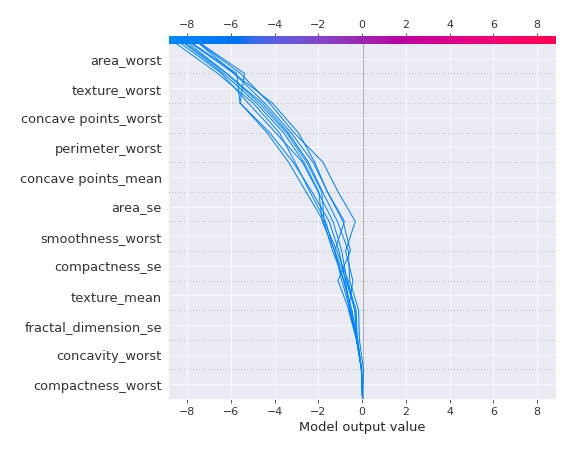 −8 −6 −4 −2 0 2 4 6 8
area_worst
texture_worst
concave points_worst
perimeter_worst
concave points_mean
area_se
smoothness_worst
compactness_se
texture_mean
fractal_dimension_se
concavity_worst
compactness_worst
−8 −6 −4 −2 0 2 4 6 8
Model output value